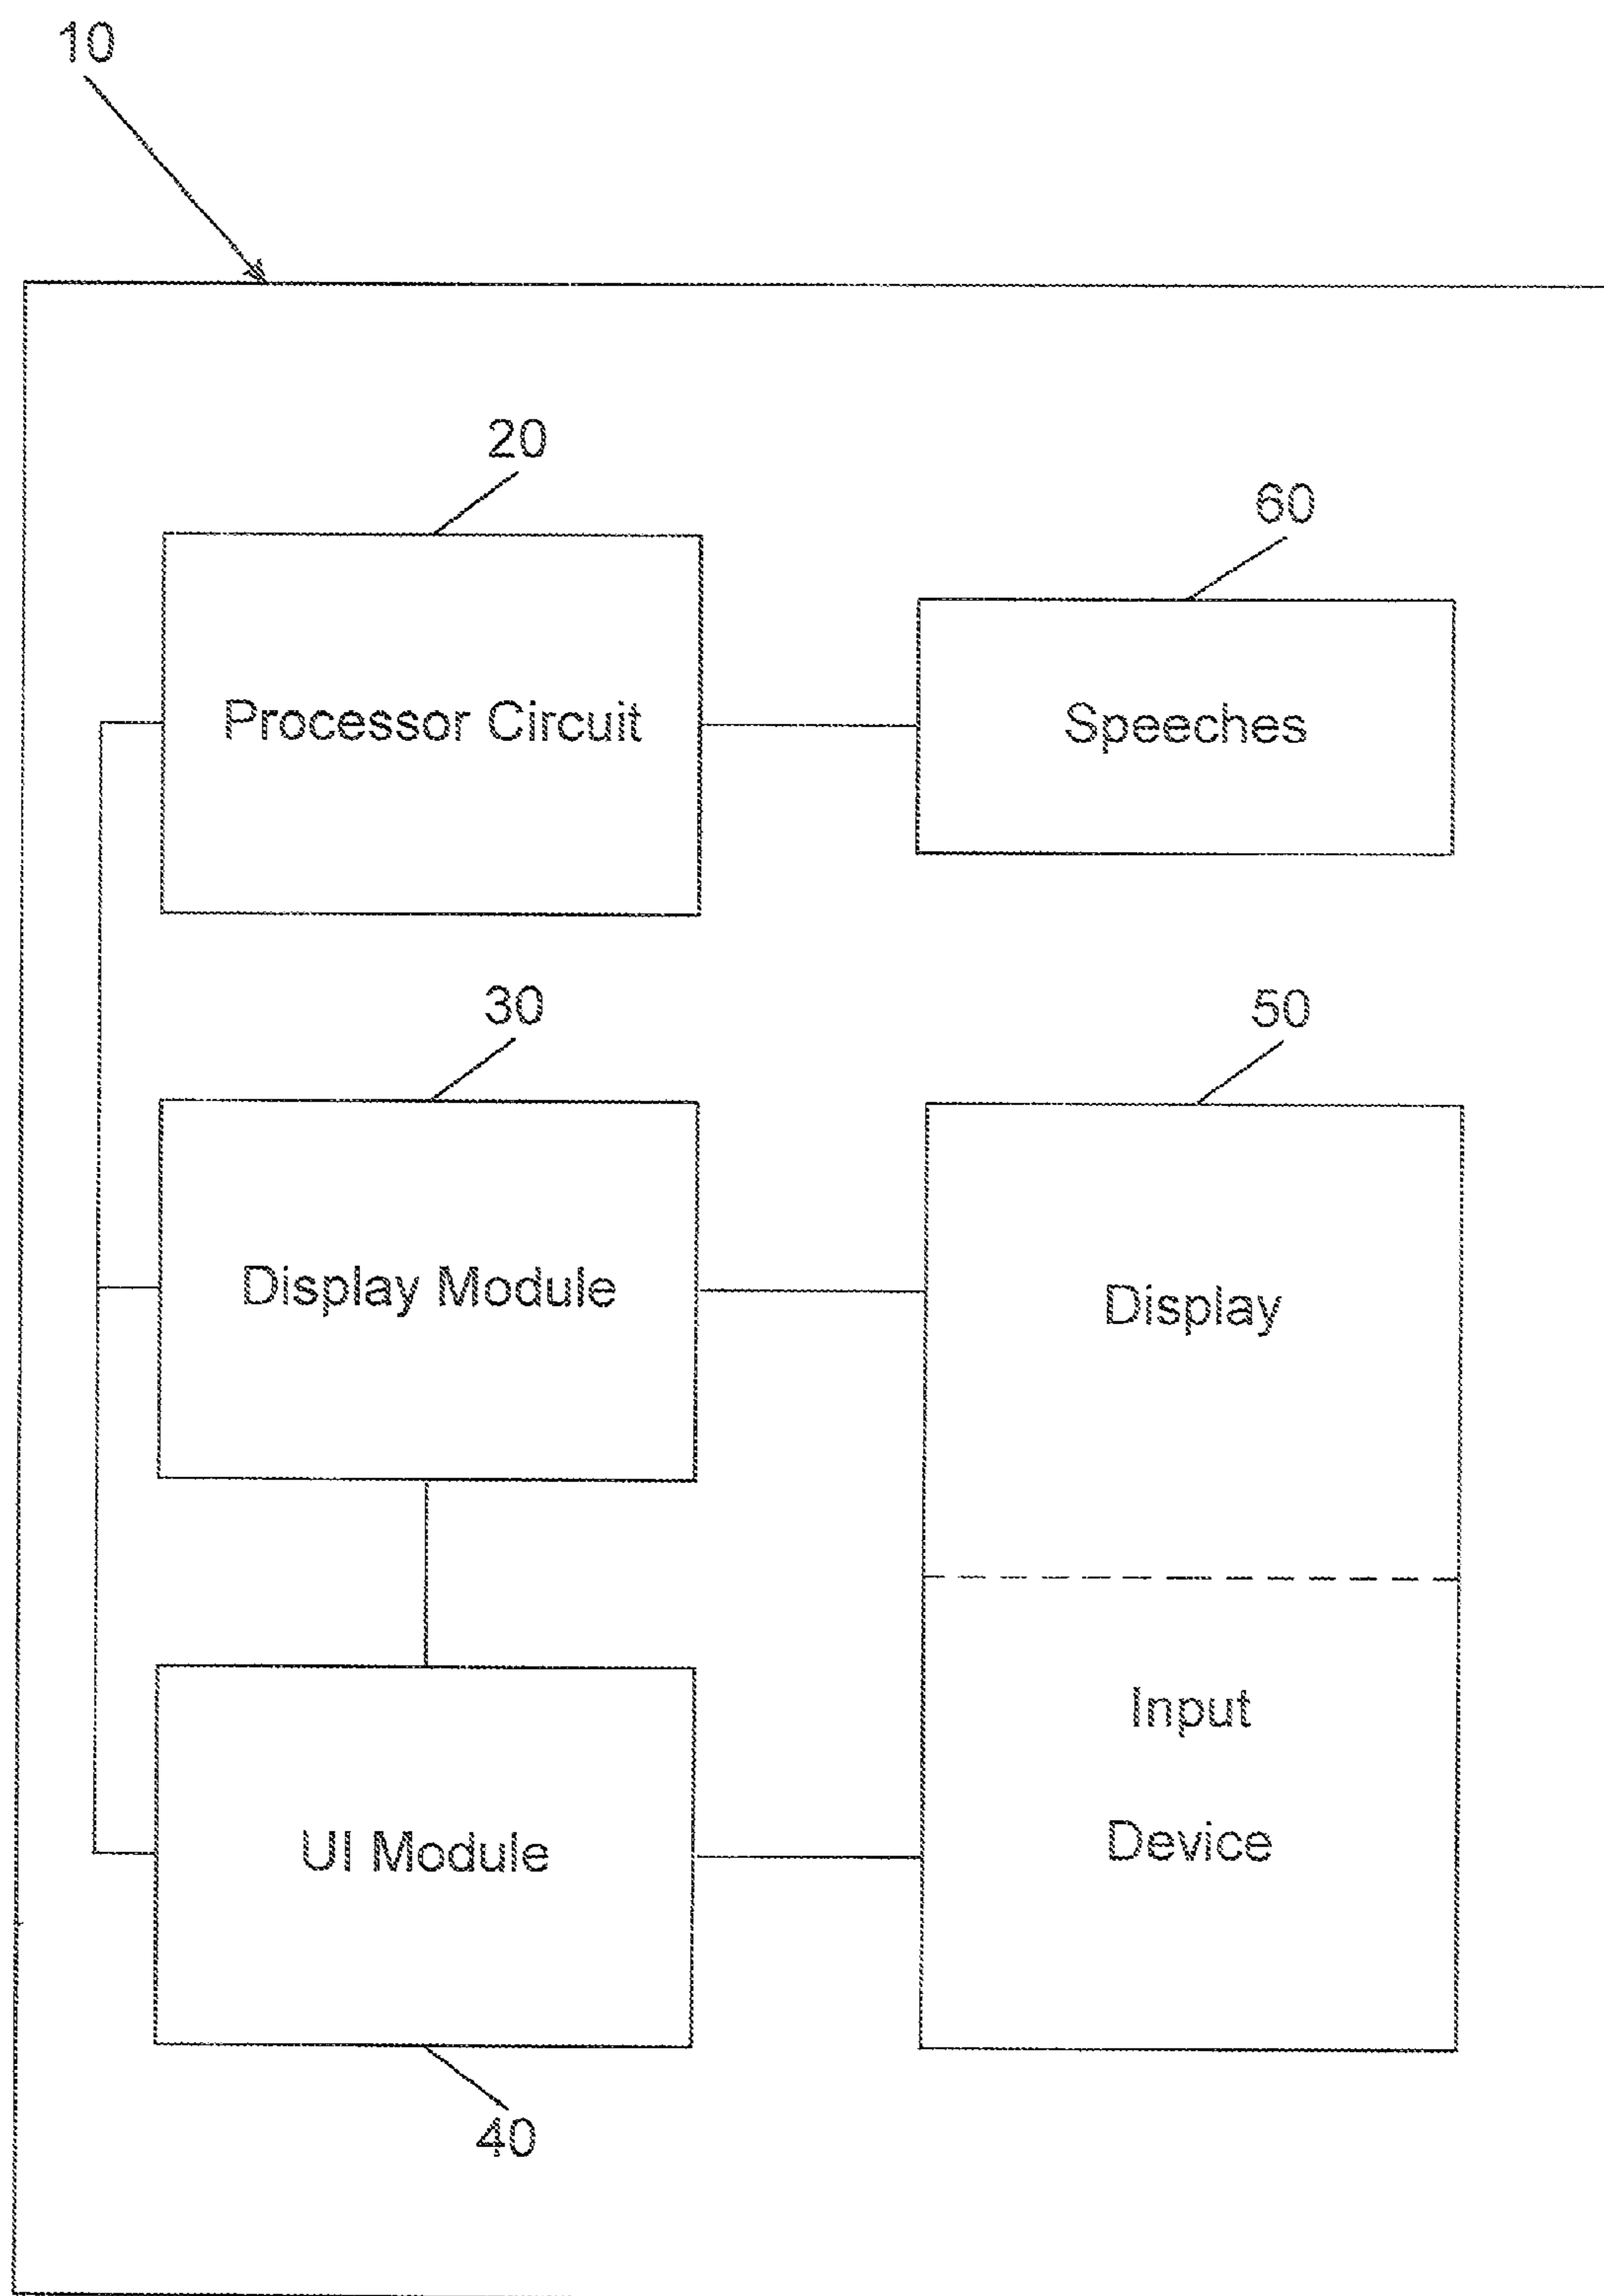 10
20
60
Processor Circuit
Speeches
30
50
Display Module
Display
Input
Device
UI Module
40